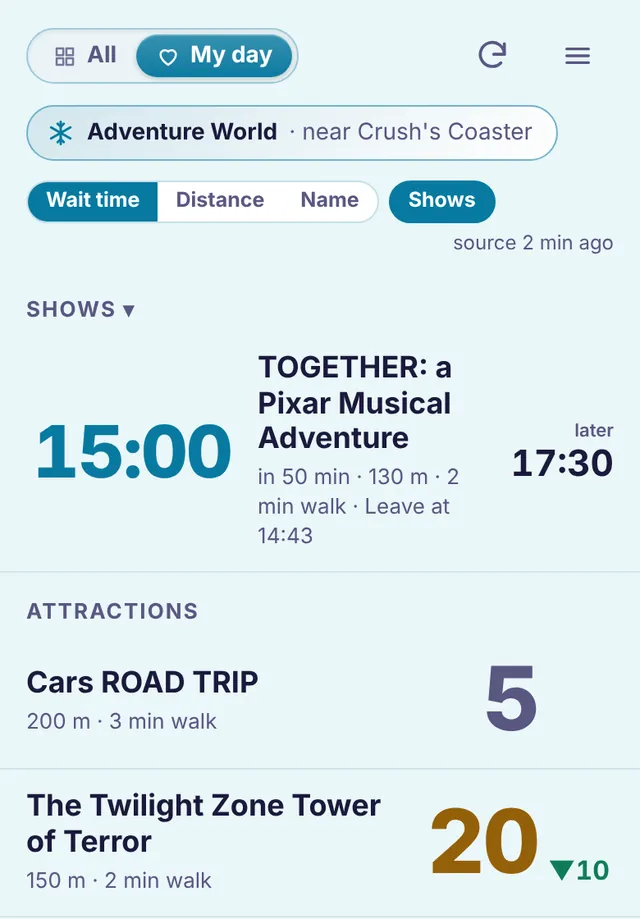 All My day
Adventure World · near Crush's Coaster
Wait time Distance Name Shows
source 2 min ago
SHOWS ▼
15:00
TOGETHER: a
Pixar Musical
Adventure
in 50 min · 130 m · 2
min walk · Leave at
14:43
later
17:30
ATTRACTIONS
Cars ROAD TRIP
200 m · 3 min walk
5
The Twilight Zone Tower
of Terror
150 m · 2 min walk
20 ▼10